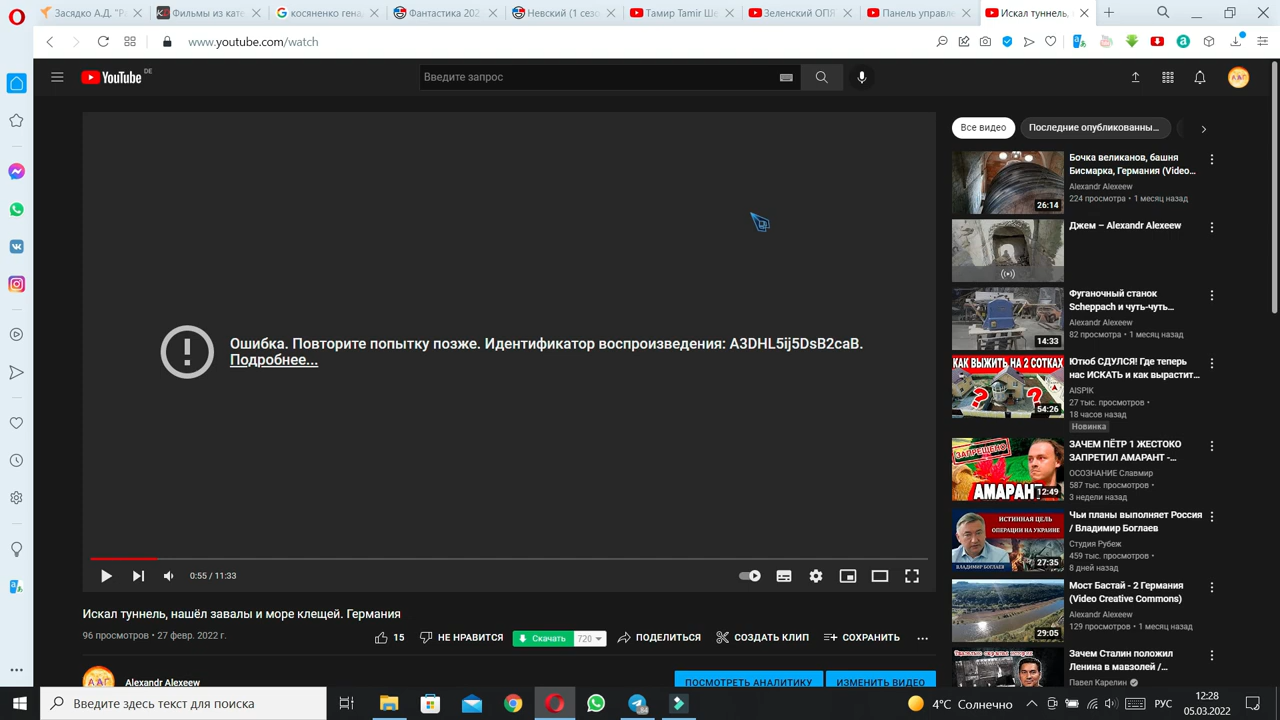 Засядко А.Д. "Р
Фильмы из кат
косяненко гена
Фантастика 202
Невский (1 сезо
Тамир Tamir Ш
Зеленский ОПЯ
Панель управле
Искал туннель,
www.youtube.com/watch
YouTube DE
Введите запрос
Все видео
Последние опубликованны...
Ошибка. Повторите попытку позже. Идентификатор воспроизведения: A3DHL5ij5DsB2caB.
Подробнее...
0:55 / 11:33
Искал туннель, нашёл завалы и море клещей. Германия
96 просмотров • 27 февр. 2022 г.
15
НЕ НРАВИТСЯ
Скачать
720
ПОДЕЛИТЬСЯ
СОЗДАТЬ КЛИП
СОХРАНИТЬ
Alexandr Alexeew
ПОСМОТРЕТЬ АНАЛИТИКУ
ИЗМЕНИТЬ ВИДЕО
26:14
Бочка великанов, башня
Бисмарка, Германия (Video...
Alexandr Alexeew
224 просмотра • 1 месяц назад
Джем – Alexandr Alexeew
14:33
Фуганочный станок
Scheppach и чуть-чуть...
Alexandr Alexeew
82 просмотра • 1 месяц назад
КАК ВЫЖИТЬ НА 2 СОТКАХ
54:26
Ютюб СДУЛСЯ! Где теперь
нас ИСКАТЬ и как вырастит...
AISPIK
27 тыс. просмотров •
18 часов назад
Новинка
ЗАПРЕЩЕНО
АМАРАНТ
12:49
ЗАЧЕМ ПЁТР 1 ЖЕСТОКО
ЗАПРЕТИЛ АМАРАНТ -...
ОСОЗНАНИЕ Славмир
587 тыс. просмотров •
3 недели назад
ИСТИННАЯ ЦЕЛЬ
ОПЕРАЦИИ НА УКРАИНЕ
ВЛАДИМИР БОГЛАЕВ
27:35
Чьи планы выполняет Россия
/ Владимир Боглаев
Студия Рубеж
459 тыс. просмотров •
8 дней назад
29:05
Мост Бастай - 2 Германия
(Video Creative Commons)
Alexandr Alexeew
129 просмотров • 1 месяц назад
Зачем Сталин положил
Ленина в мавзолей /...
Павел Карелин
Введите здесь текст для поиска
4°C Солнечно
РУС
12:28
05.03.2022